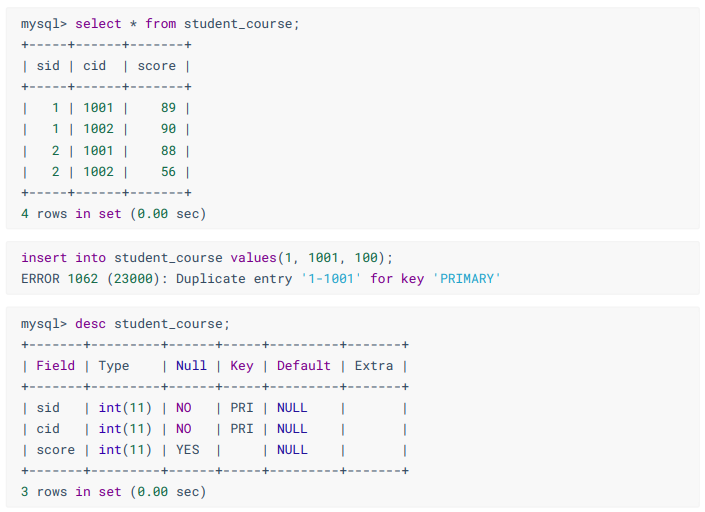 mysql> select * from student_course;
+-----+------+-------+
| sid | cid  | score |
+-----+------+-------+
|   1 | 1001 |    89 |
|   1 | 1002 |    90 |
|   2 | 1001 |    88 |
|   2 | 1002 |    56 |
+-----+------+-------+
4 rows in set (0.00 sec)
insert into student_course values(1, 1001, 100);
ERROR 1062 (23000): Duplicate entry '1-1001' for key 'PRIMARY'
mysql> desc student_course;
+-------+---------+------+-----+---------+-------+
| Field | Type    | Null | Key | Default | Extra |
+-------+---------+------+-----+---------+-------+
| sid   | int(11) | NO   | PRI | NULL    |       |
| cid   | int(11) | NO   | PRI | NULL    |       |
| score | int(11) | YES  |     | NULL    |       |
+-------+---------+------+-----+---------+-------+
3 rows in set (0.00 sec)